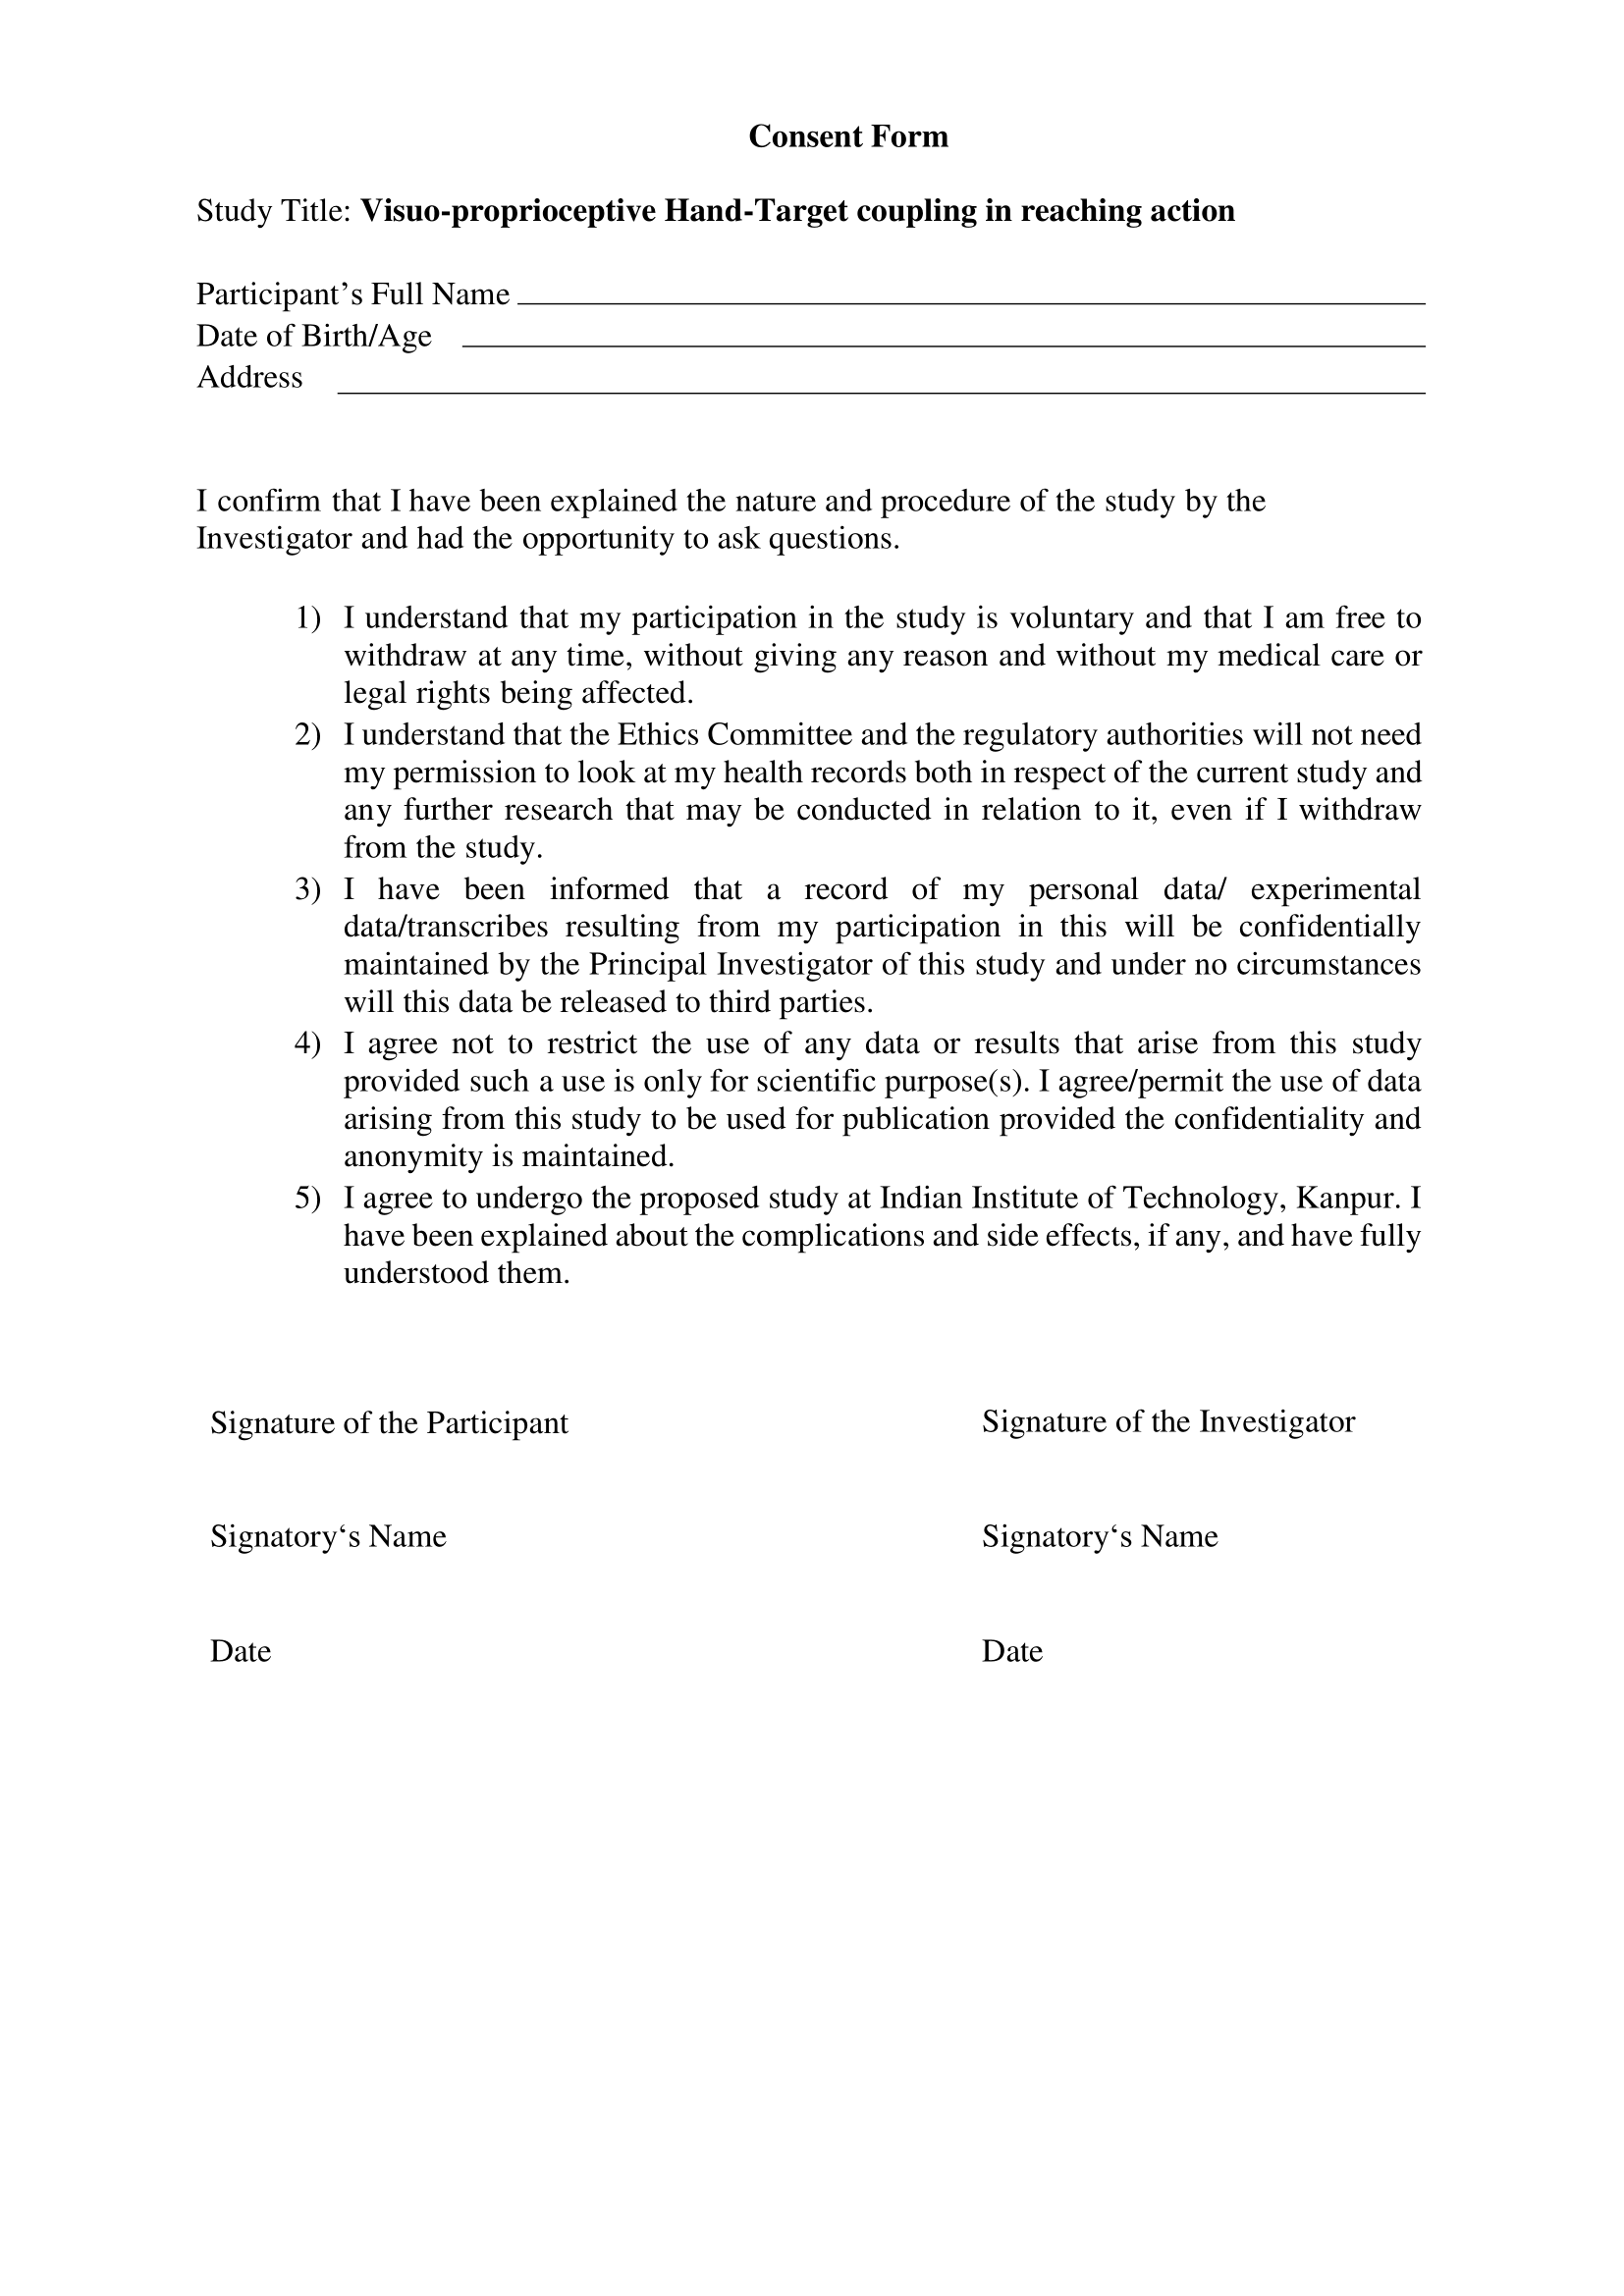 Consent Form
Study Title: Visuo-proprioceptive Hand-Target coupling in reaching action
Participant’s Full Name
Date of Birth/Age
Address
I confirm that I have been explained the nature and procedure of the study by the
Investigator and had the opportunity to ask questions.
1) I understand that my participation in the study is voluntary and that I am free to
withdraw at any time, without giving any reason and without my medical care or
legal rights being affected.
2) I understand that the Ethics Committee and the regulatory authorities will not need
my permission to look at my health records both in respect of the current study and
any further research that may be conducted in relation to it, even if I withdraw
from the study.
3) I have been informed that a record of my personal data/ experimental
data/transcribes resulting from my participation in this will be confidentially
maintained by the Principal Investigator of this study and under no circumstances
will this data be released to third parties.
4) I agree not to restrict the use of any data or results that arise from this study
provided such a use is only for scientific purpose(s). I agree/permit the use of data
arising from this study to be used for publication provided the confidentiality and
anonymity is maintained.
5) I agree to undergo the proposed study at Indian Institute of Technology, Kanpur. I
have been explained about the complications and side effects, if any, and have fully
understood them.
Signature of the Participant Signature of the Investigator
Signatory‘s Name Signatory‘s Name
Date Date